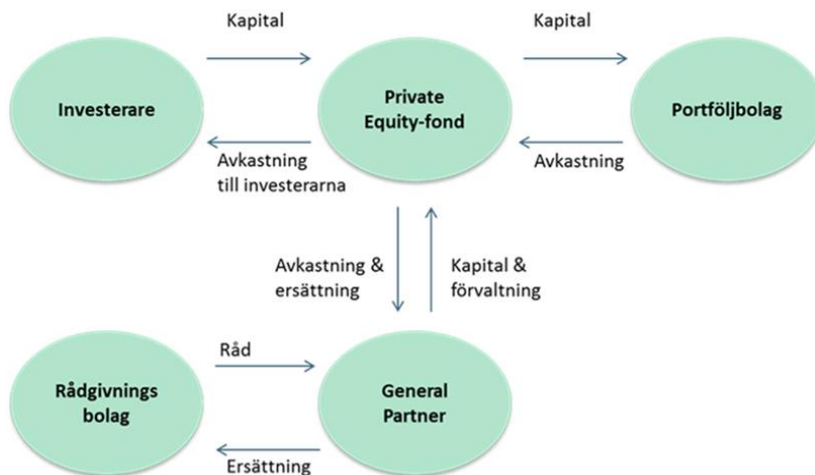 Kapital
Kapital
Investerare
Private
Equity-fond
Portföljbolag
Avkastning
till investerarna
Avkastning
Avkastning &
ersättning
Kapital &
förvaltning
Råd
Rådgivnings
bolag
General
Partner
Ersättning